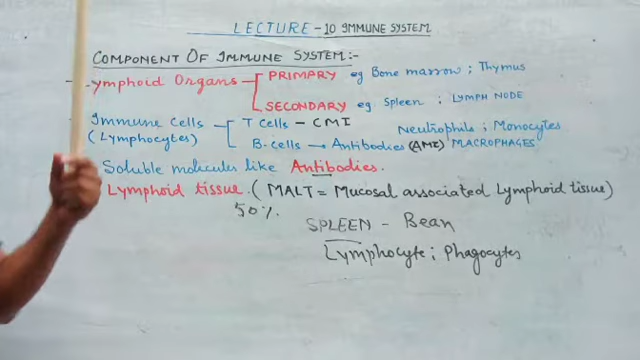 LECTURE - 10 IMMUNE SYSTEM
COMPONENT OF IMMUNE SYSTEM:-
Lymphoid Organs PRIMARY eg Bone marrow; Thymus
SECONDARY eg Spleen; LYMPH NODE
Immune Cells T Cells - CMI
(Lymphocytes) B-Cells → Antibodies (AMI)
Neutrophils; Monocytes
MACROPHAGES
Soluble molecules like Antibodies.
Lymphoid tissue. (MALT = Mucosal associated Lymphoid tissue)
50%.
SPLEEN - Bean
Lymphocyte; Phagocytes